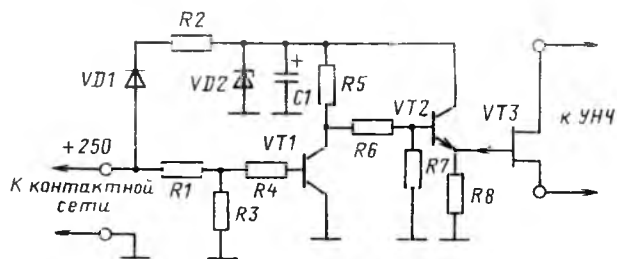 R2
VD1
VD2
+
C1
R5
VT2
VT3
к УНЧ
VT1
R6
+250
R1
R4
R7
R8
К контактной
сети
R3